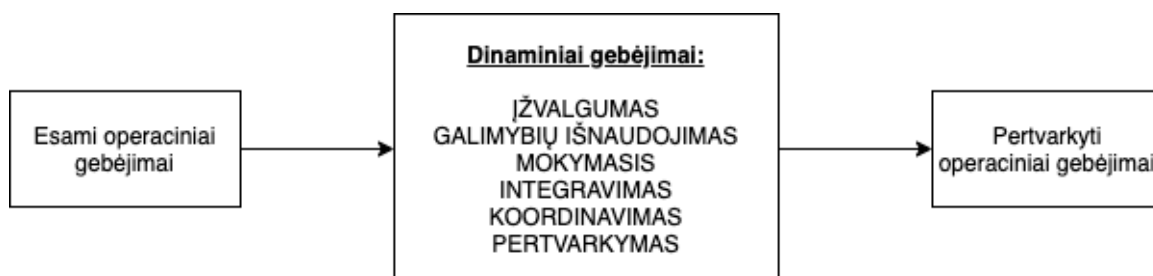 Esami operaciniai
gebėjimai
Dinaminiai gebėjimai:
ĮŽVALGUMAS
GALIMYBIŲ IŠNAUDOJIMAS
MOKYMASIS
INTEGRAVIMAS
KOORDINAVIMAS
PERTVARKYMAS
Pertvarkyti
operaciniai gebėjimai